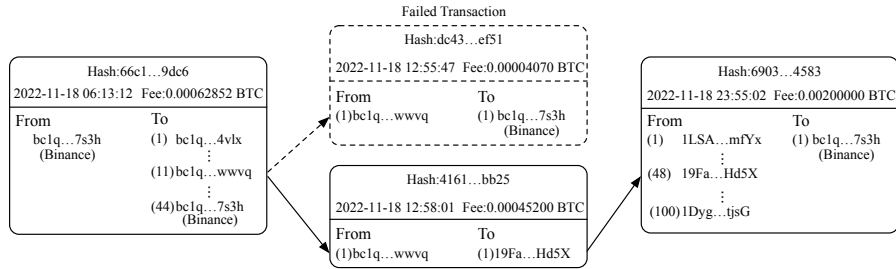 Failed Transaction
Hash:66c1…9dc6
2022-11-18 06:13:12 Fee:0.00062852 BTC
From To
bc1q…7s3h
(Binance)
(1) bc1q…4vlx
⋮
(11)bc1q…wwvq
⋮
(44)bc1q…7s3h
(Binance)
Hash:dc43…ef51
2022-11-18 12:55:47 Fee:0.00004070 BTC
From To
(1)bc1q…wwvq (1) bc1q…7s3h
(Binance)
Hash:4161…bb25
2022-11-18 12:58:01 Fee:0.00045200 BTC
From To
(1)bc1q…wwvq (1)19Fa…Hd5X
Hash:6903…4583
2022-11-18 23:55:02 Fee:0.00200000 BTC
From To
(1) 1LSA…mfYx (1) bc1q…7s3h
⋮ (Binance)
(48) 19Fa…Hd5X
⋮
(100)1Dyg…tjsG